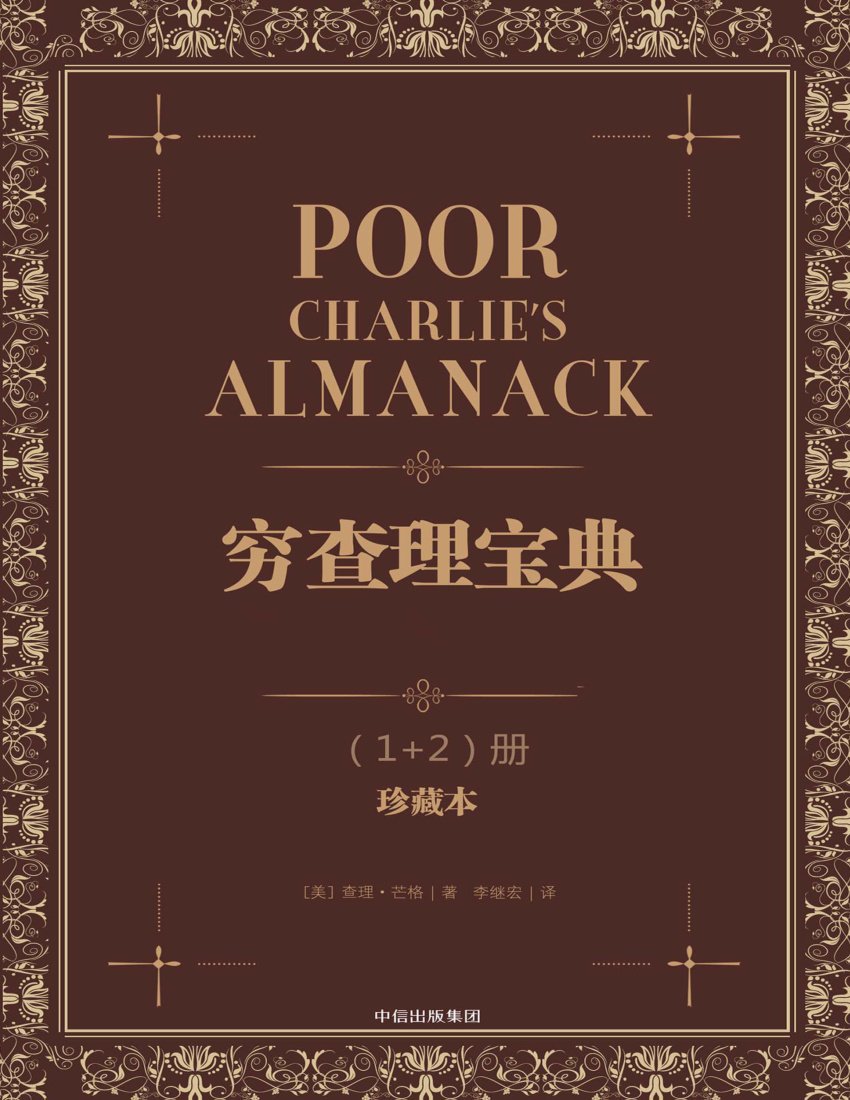 POOR
CHARLIE'S
ALMANACK
穷查理宝典
（1+2）册
珍藏本
［美］查理·芒格 | 著 李继宏 | 译
中信出版集团